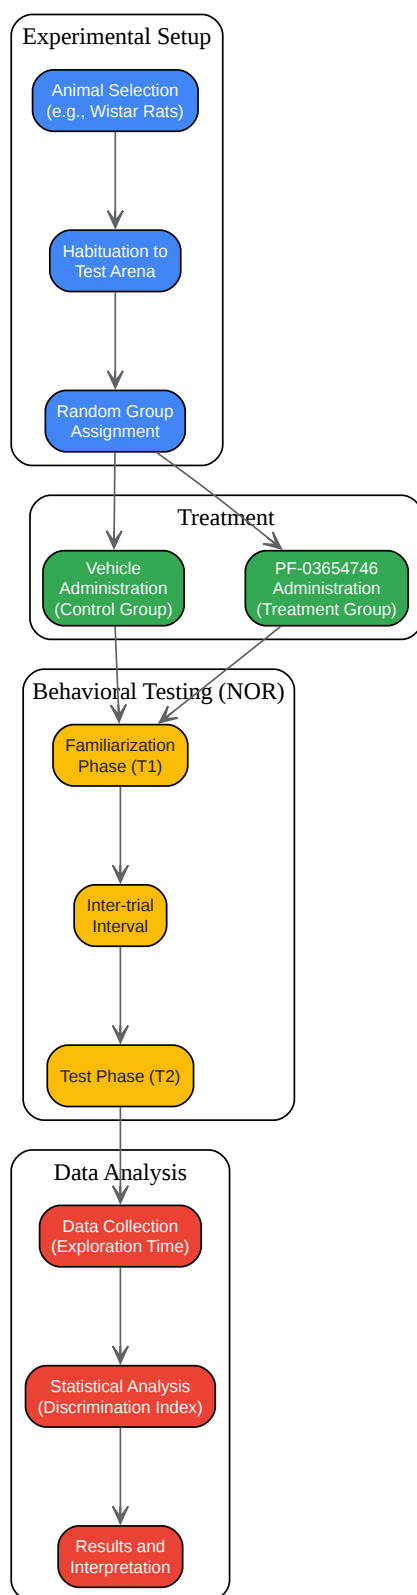 Experimental Setup
Animal Selection
(e.g., Wistar Rats)
Habituation to
Test Arena
Random Group
Assignment
Treatment
Vehicle
Administration
(Control Group)
PF-03654746
Administration
(Treatment Group)
Behavioral Testing (NOR)
Familiarization
Phase (T1)
Inter-trial
Interval
Test Phase (T2)
Data Analysis
Data Collection
(Exploration Time)
Statistical Analysis
(Discrimination Index)
Results and
Interpretation